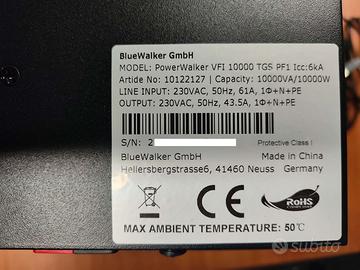 BlueWalker GmbH
MODEL: PowerWalker VFI 10000 TGS PF1 Icc:6kA
Article No: 10122127 | Capacity: 10000VA/10000W
LINE INPUT: 230VAC, 50Hz, 61A, 1Φ+N+PE
OUTPUT: 230VAC, 50Hz, 43.5A, 1Φ+N+PE
S/N: 2
Protective Class I
BlueWalker GmbH Made in China
Hellersbergstrasse6, 41460 Neuss Germany
CE
RoHS
MAX AMBIENT TEMPERATURE: 50℃
subito